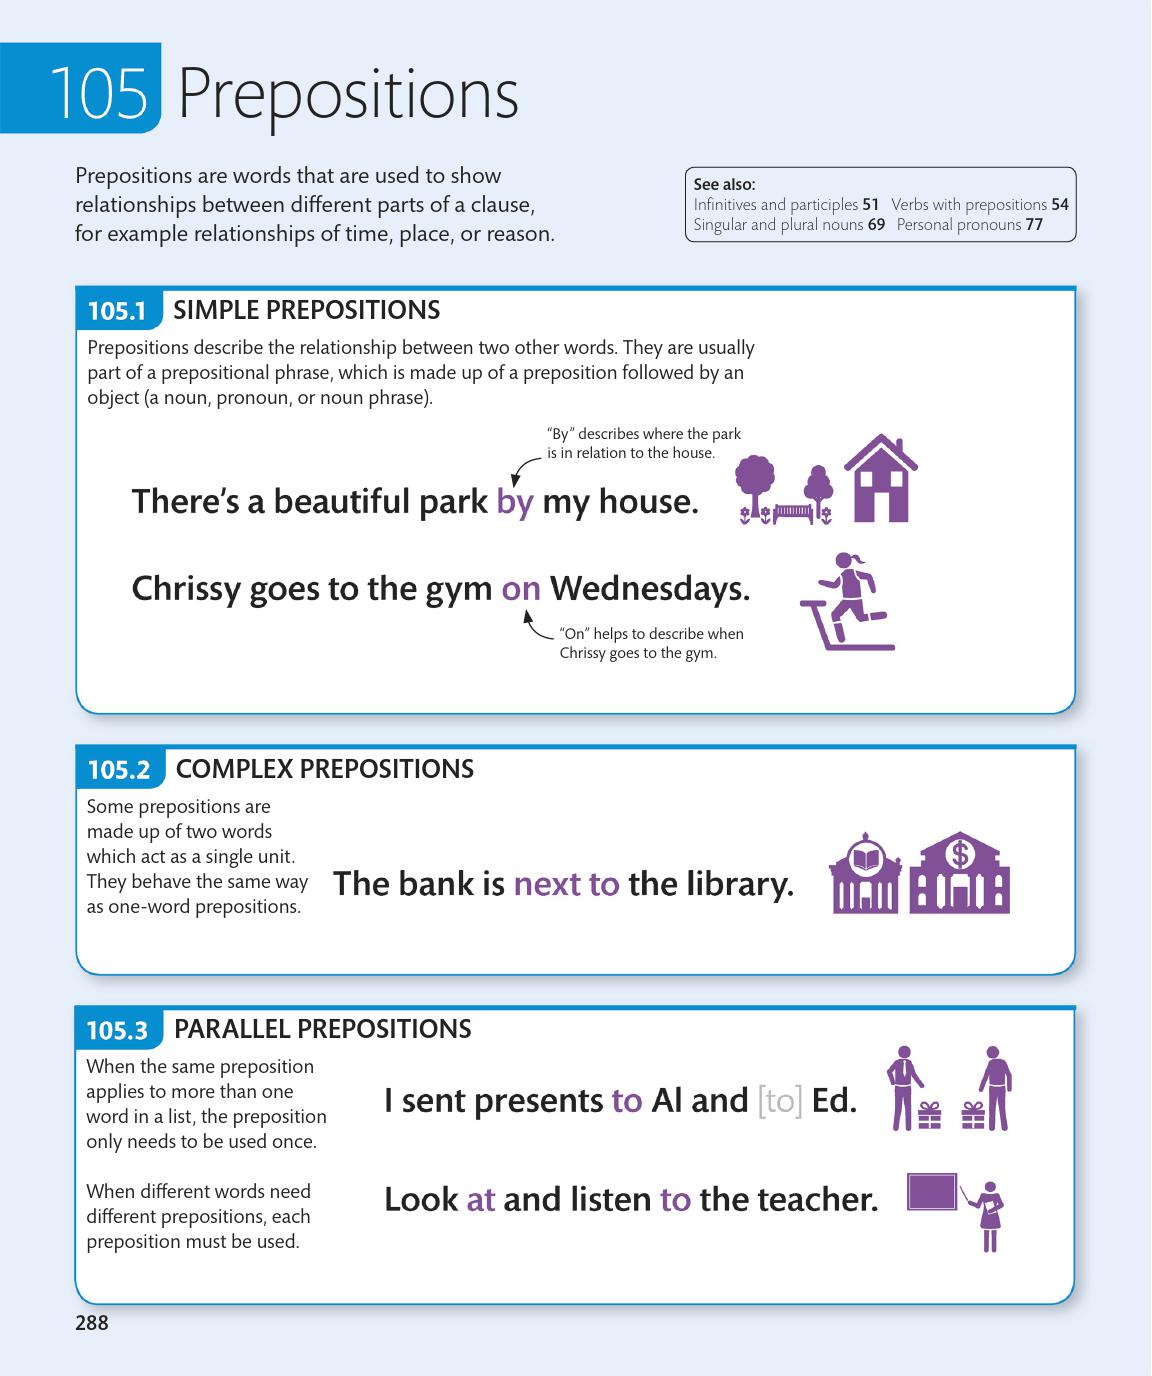 105 Prepositions
Prepositions are words that are used to show
relationships between different parts of a clause,
for example relationships of time, place, or reason.
See also:
Infinitives and participles 51 Verbs with prepositions 54
Singular and plural nouns 69 Personal pronouns 77
105.1 SIMPLE PREPOSITIONS
Prepositions describe the relationship between two other words. They are usually
part of a prepositional phrase, which is made up of a preposition followed by an
object (a noun, pronoun, or noun phrase).
“By” describes where the park
is in relation to the house.
There’s a beautiful park by my house.
Chrissy goes to the gym on Wednesdays.
“On” helps to describe when
Chrissy goes to the gym.
105.2 COMPLEX PREPOSITIONS
Some prepositions are
made up of two words
which act as a single unit.
They behave the same way
as one-word prepositions.
The bank is next to the library.
$
105.3 PARALLEL PREPOSITIONS
When the same preposition
applies to more than one
word in a list, the preposition
only needs to be used once.
I sent presents to Al and [to] Ed.
When different words need
different prepositions, each
preposition must be used.
Look at and listen to the teacher.
288